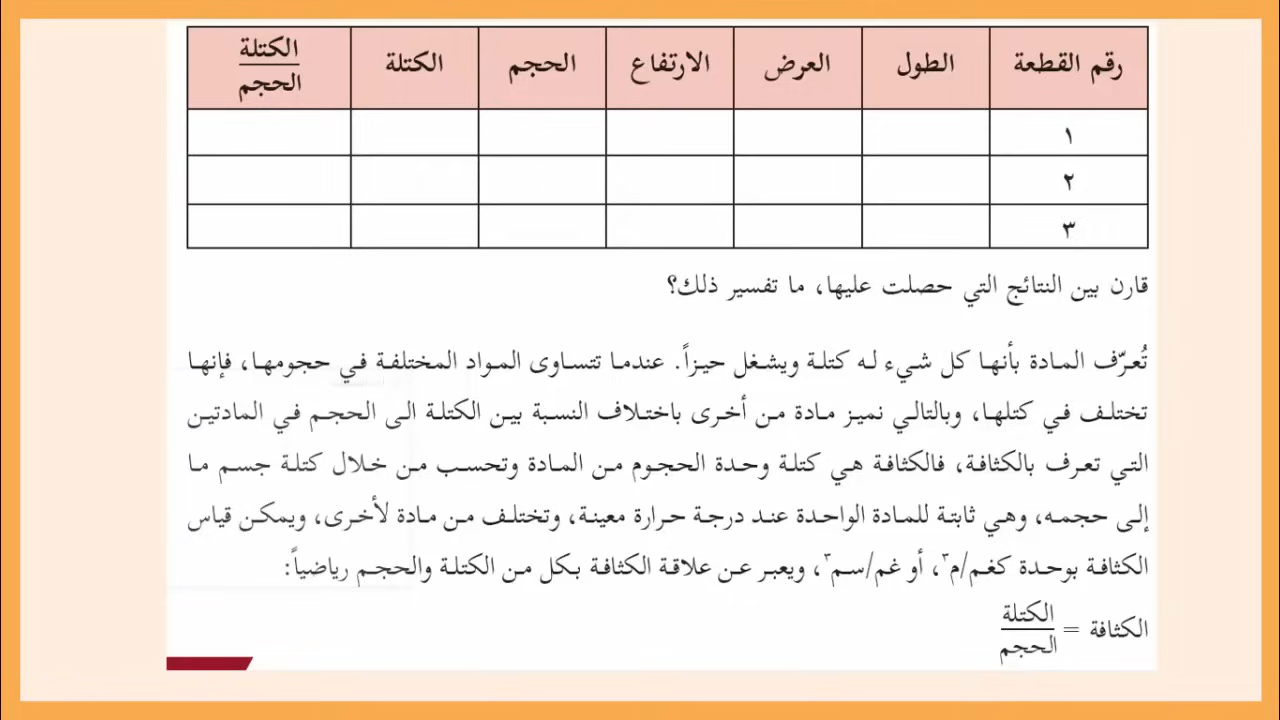 رقم القطعة الطول العرض الارتفاع الحجم الكتلة الكتلة
الحجم
١
٢
٣
قارن بين النتائج التي حصلت عليها، ما تفسير ذلك؟
تُعرّف المادة بأنها كل شيء له كتلة ويشغل حيزاً. عندما تتساوى المواد المختلفة في حجومها، فإنها
تختلف في كتلها، وبالتالي نميز مادة من أخرى باختلاف النسبة بين الكتلة الى الحجم في المادتين
التي تعرف بالكثافة، فالكثافة هي كتلة وحدة الحجوم من المادة وتحسب من خلال كتلة جسم ما
إلى حجمه، وهي ثابتة للمادة الواحدة عند درجة حرارة معينة، وتختلف من مادة لأخرى، ويمكن قياس
الكثافة بوحدة كغم/م٣، أو غم/سم٣، ويعبر عن علاقة الكثافة بكل من الكتلة والحجم رياضياً:
الكثافة = الكتلة
الحجم